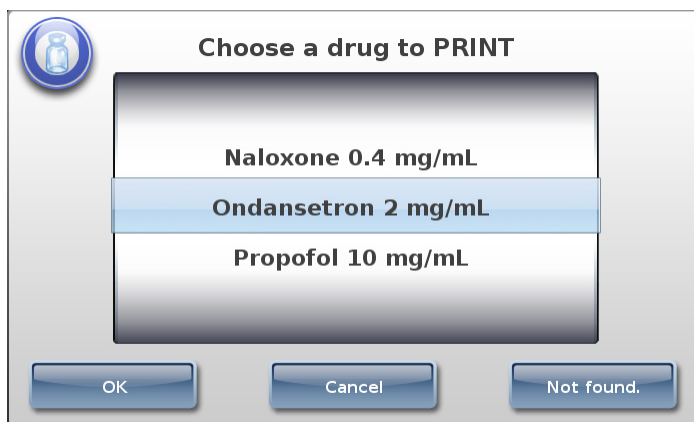 Choose a drug to PRINT
Naloxone 0.4 mg/mL
Ondansetron 2 mg/mL
Propofol 10 mg/mL
OK
Cancel
Not found.